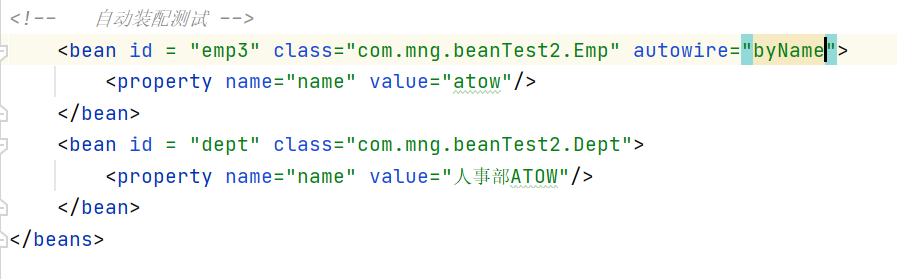 <!--   自动装配测试 -->
    <bean id = "emp3" class="com.mng.beanTest2.Emp" autowire="byName">
        <property name="name" value="atow"/>
    </bean>
    <bean id = "dept" class="com.mng.beanTest2.Dept">
        <property name="name" value="人事部ATOW"/>
    </bean>
</beans>